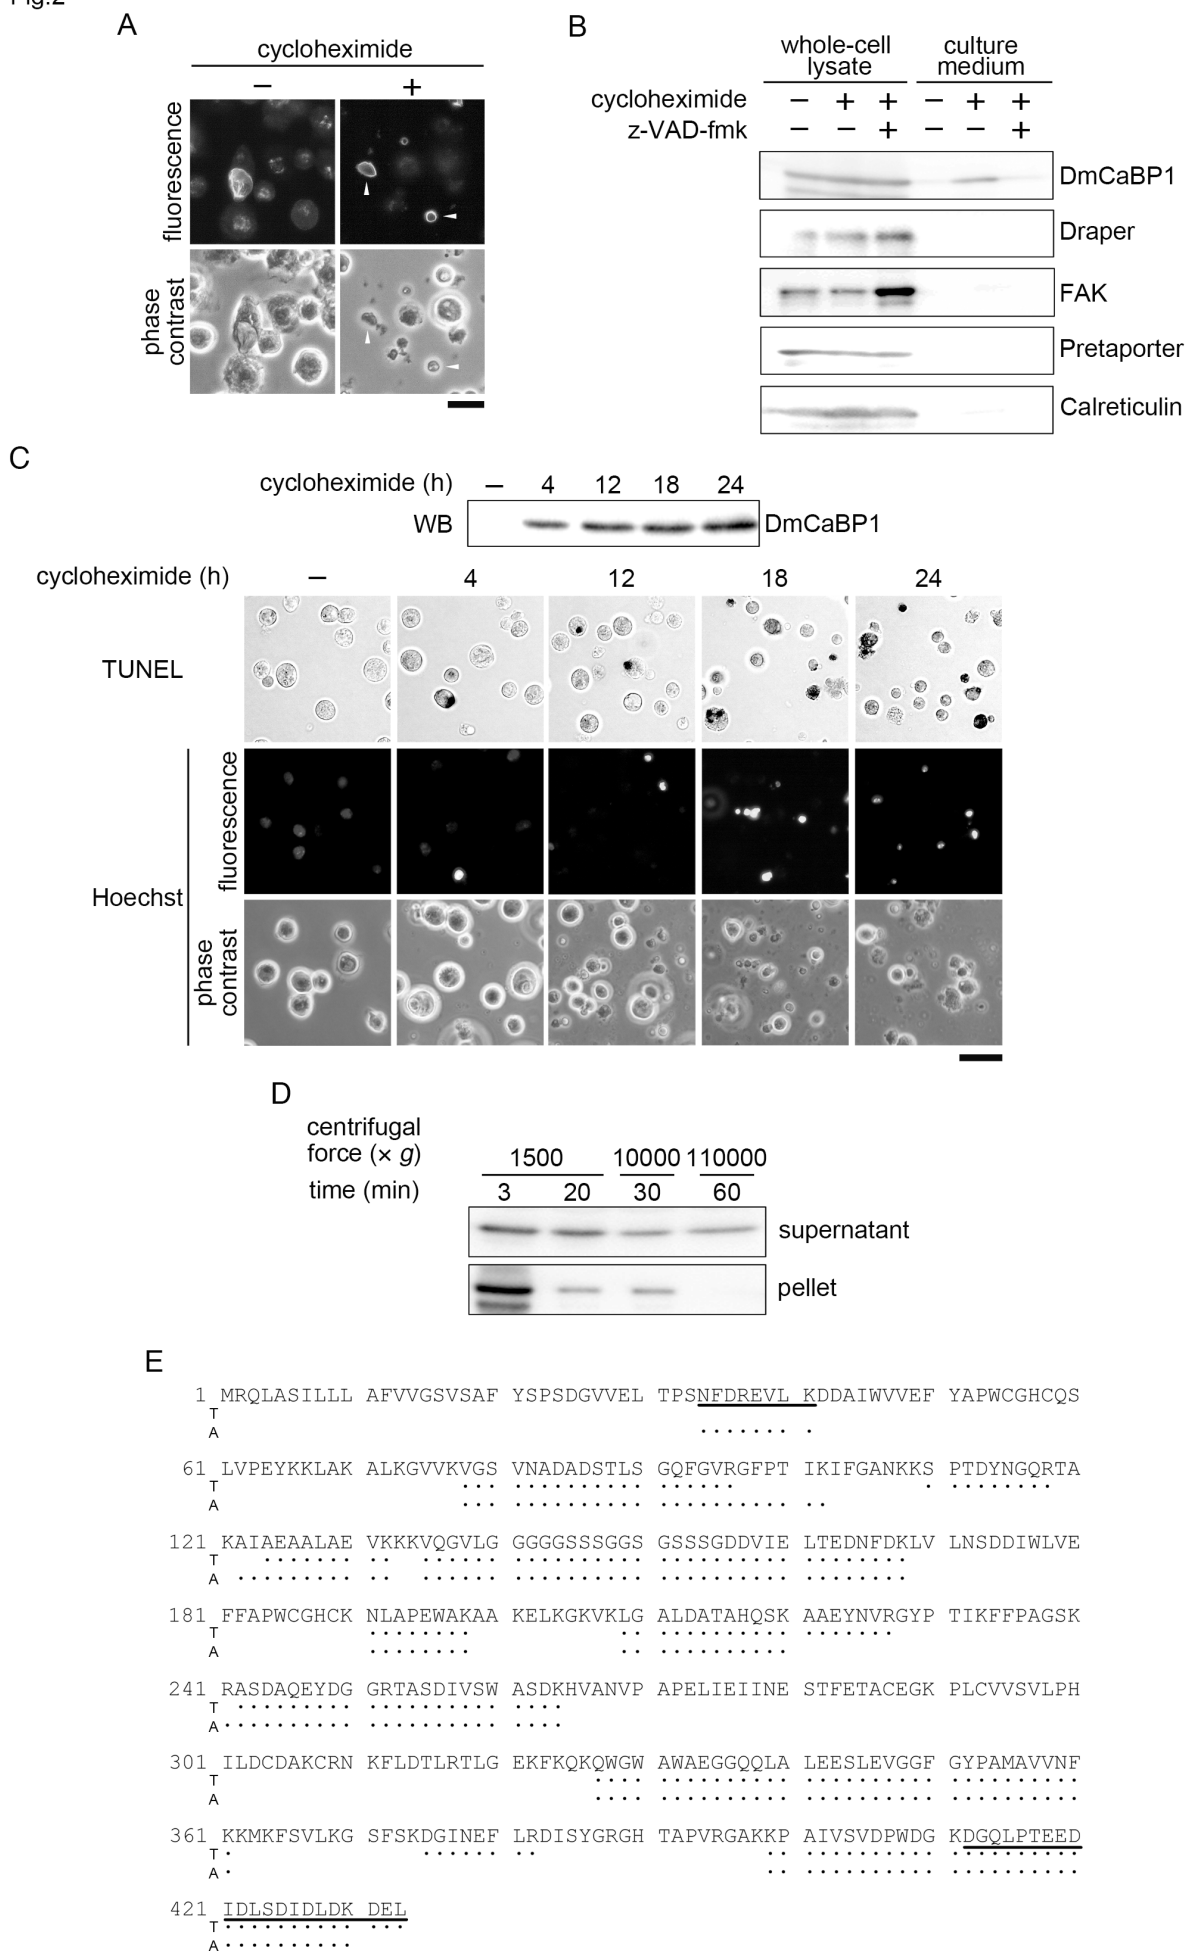 Fig.2
A
cycloheximide
− +
fluorescence
phase
contrast
B
whole-cell
lysate
culture
medium
cycloheximide − + + − + +
z-VAD-fmk − − + − − +
DmCaBP1
Draper
FAK
Pretaporter
Calreticulin
C
cycloheximide (h) − 4 12 18 24
WB DmCaBP1
cycloheximide (h) − 4 12 18 24
TUNEL
Hoechst
fluorescence
phase
contrast
D
centrifugal
force (× g) 1500 10000 110000
time (min) 3 20 30 60
supernatant
pellet
E
1 MRQLASILLL AFVVGSVSAF YSPSDGVVEL TPSNFDREVL KDDAIWVVEF YAPWCGHCQS
T
A
61 LVPEYKKLAK ALKGVVKVGS VNADADSTLS GQFGVRGFPT IKIFGANKKS PTDYNGQRTA
T
A
121 KAIAEAALAE VKKKVQGVLG GGGGSSSGGS GSSSGDDVIE LTEDNFDKLV LNSDDIWLVE
T
A
181 FFAPWCGHCK NLAPEWAKAA KELKGKVKLG ALDATAHQSK AAEYNVRGYP TIKFFPAGSK
T
A
241 RASDAQEYDG GRTASDIVSW ASDKHVANVP APELIEIINE STFETACEGK PLCVVSVLPH
T
A
301 ILDCDAKCRN KFLDTLRTLG EKFKQKQWGW AWAEGGQQLA LEESLEVGGF GYPAMAVVNF
T
A
361 KKMKFSVLKG SFSKDGINEF LRDISYGRGH TAPVRGAKKP AIVSVDPWDG KDGQLPTEED
T
A
421 IDLSDIDLDK DEL
T
A